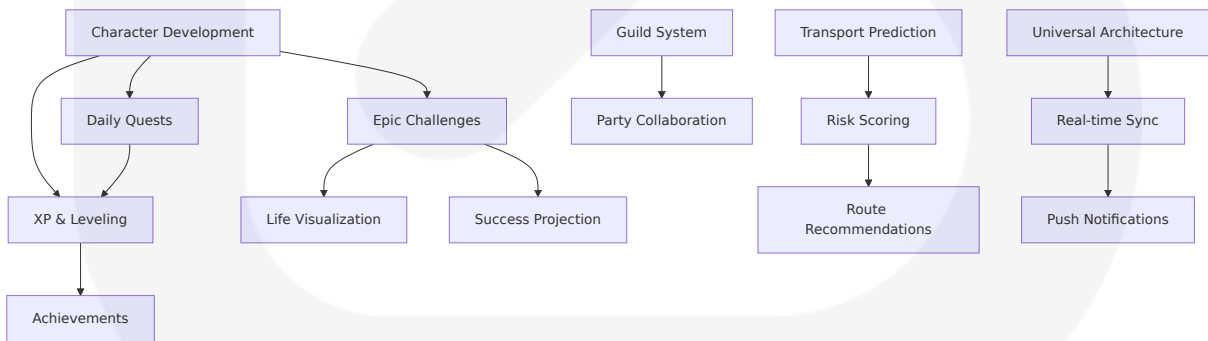 Character Development
Guild System
Transport Prediction
Universal Architecture
Daily Quests
Epic Challenges
Party Collaboration
Risk Scoring
Real-time Sync
XP & Leveling
Life Visualization
Success Projection
Route
Recommendations
Push Notifications
Achievements